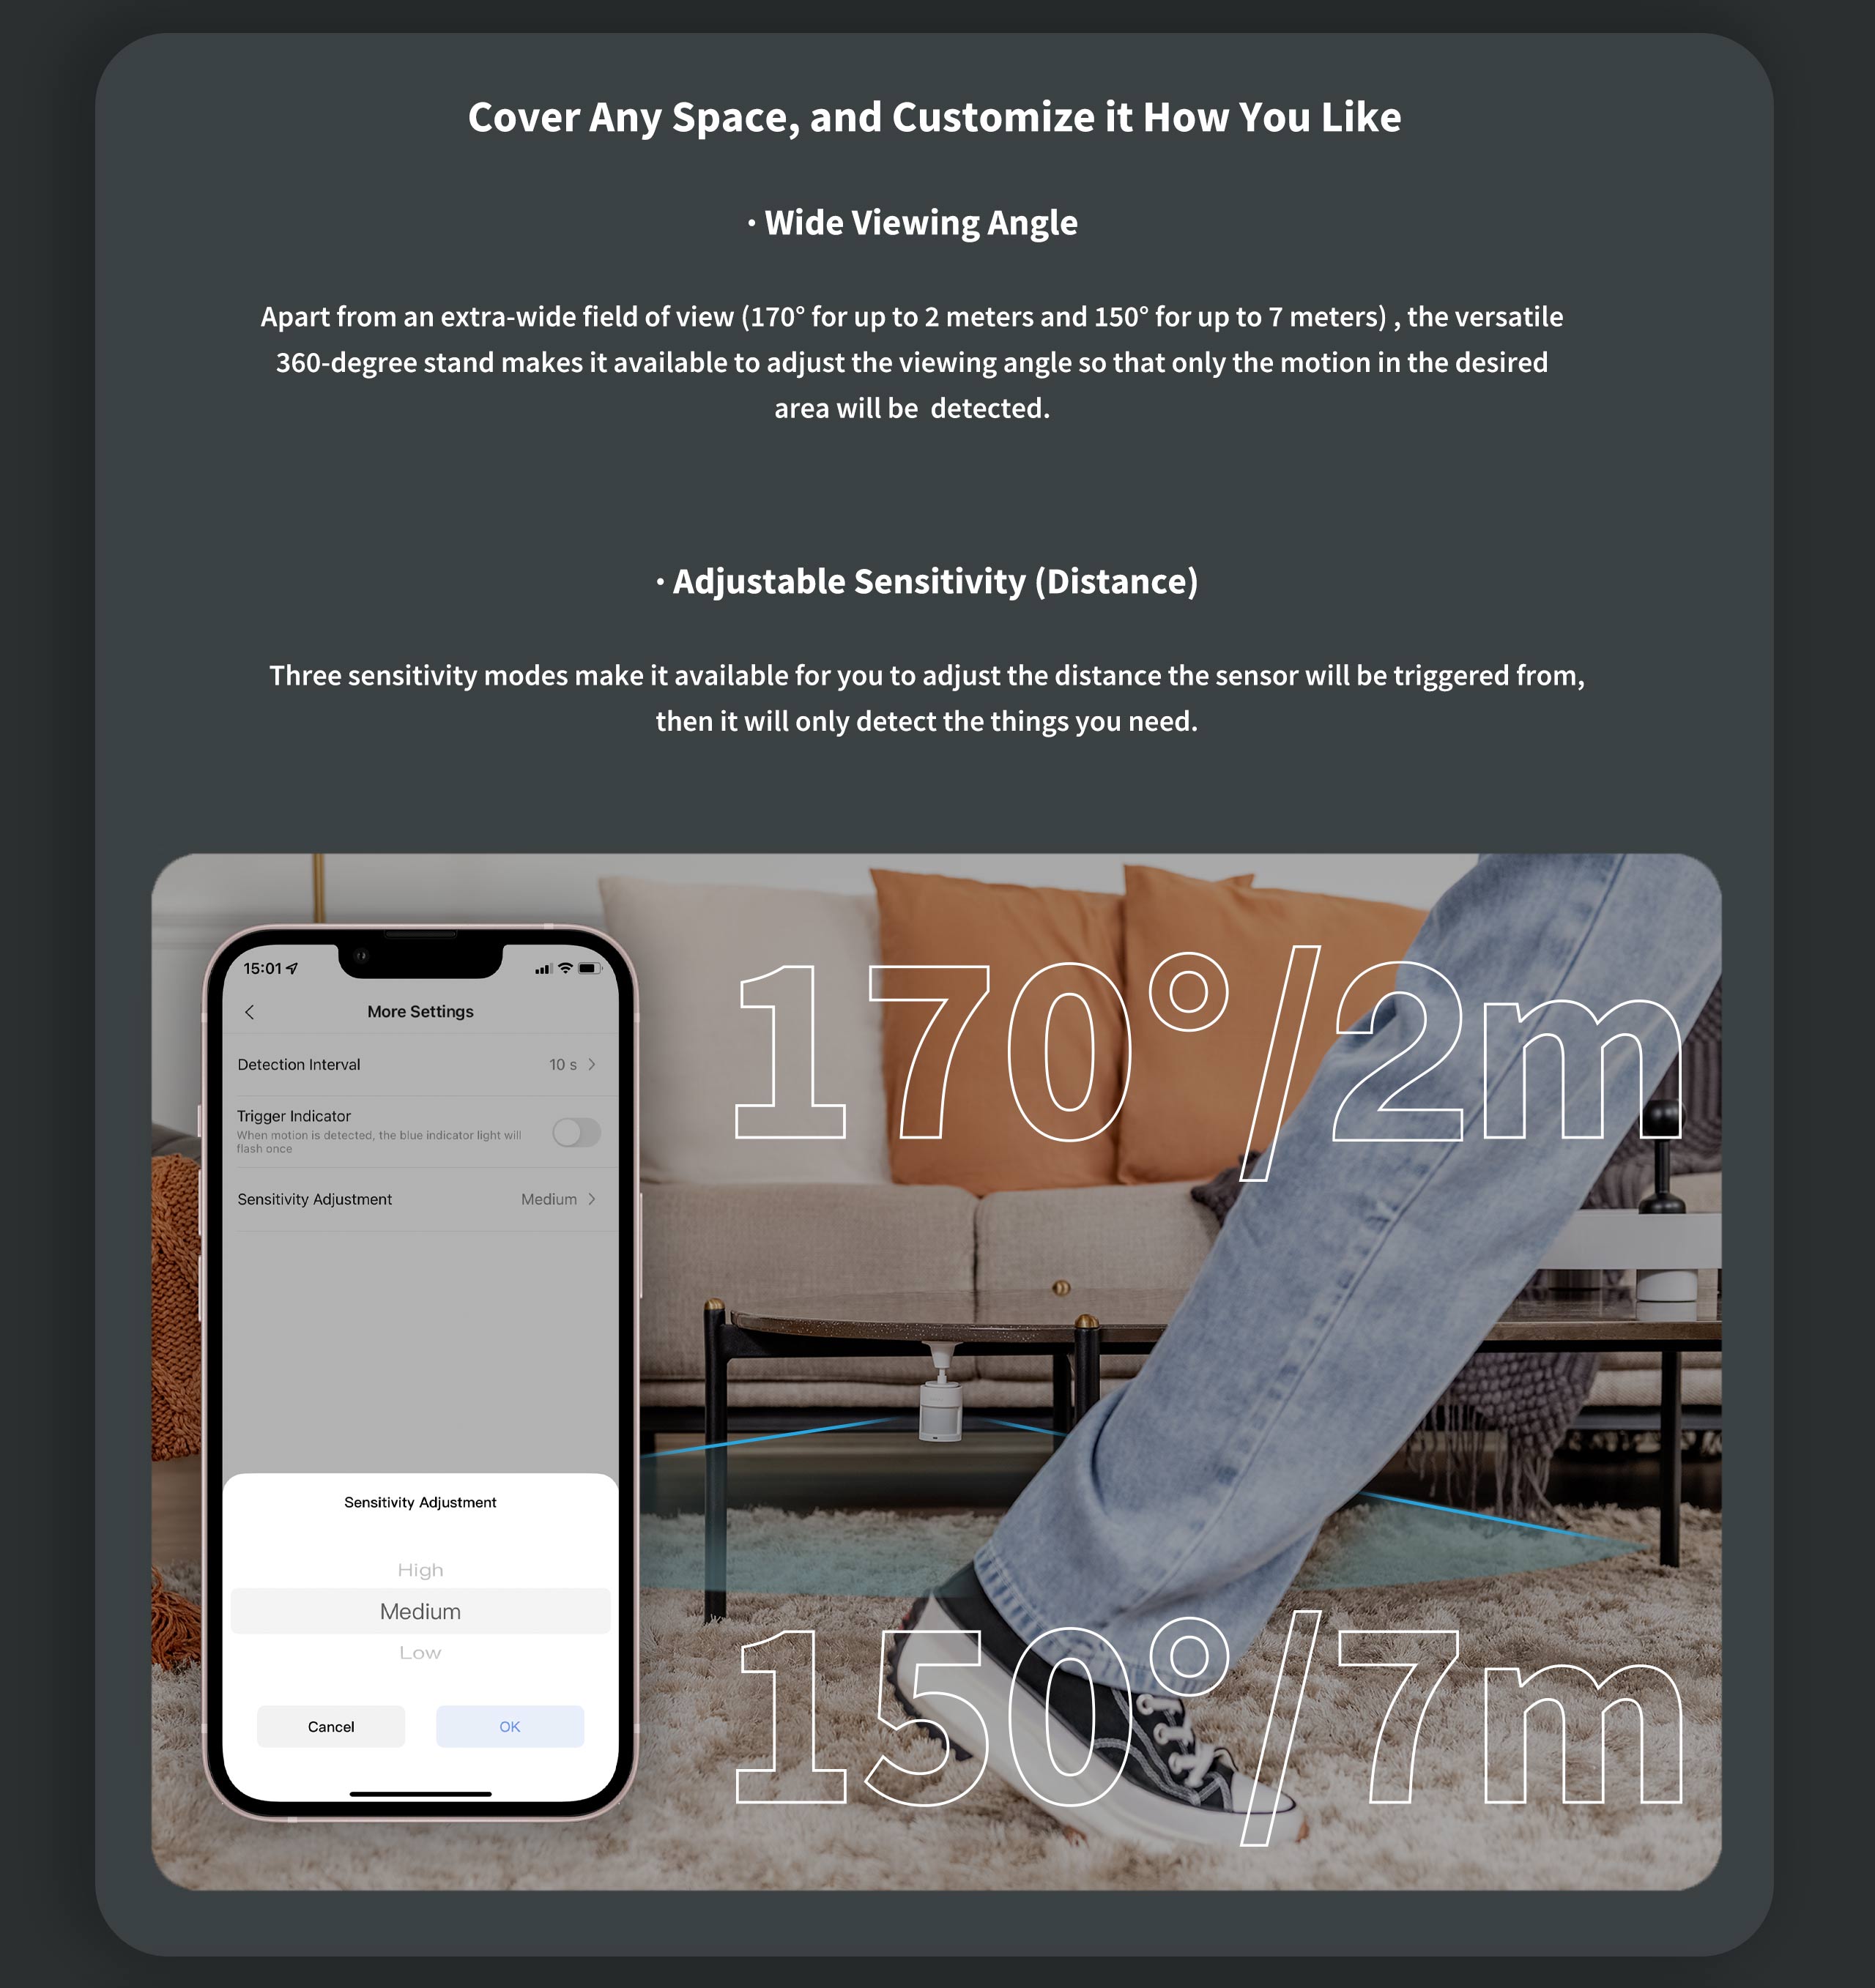 Cover Any Space, and Customize it How You Like
· Wide Viewing Angle
Apart from an extra-wide field of view (170° for up to 2 meters and 150° for up to 7 meters) , the versatile
360-degree stand makes it available to adjust the viewing angle so that only the motion in the desired
area will be  detected.
· Adjustable Sensitivity (Distance)
Three sensitivity modes make it available for you to adjust the distance the sensor will be triggered from,
then it will only detect the things you need.
15:01
More Settings
Detection Interval 10 s
Trigger Indicator
When motion is detected, the blue indicator light will
flash once
Sensitivity Adjustment Medium
Sensitivity Adjustment
High
Medium
Low
Cancel OK
170°/2m
150°/7m